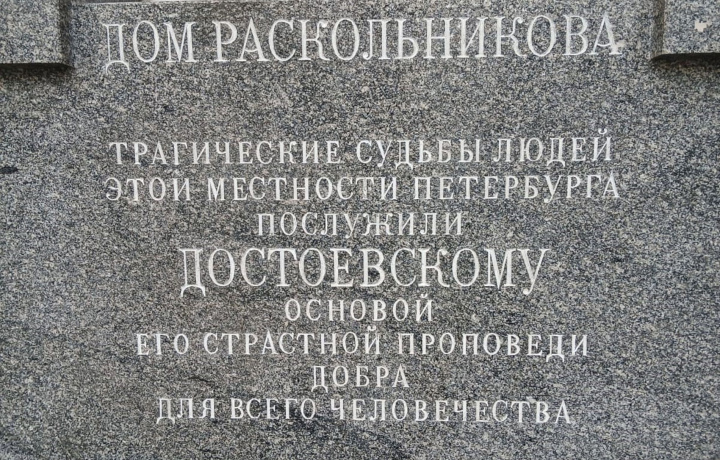 ДОМ РАСКОЛЬНИКОВА
ТРАГИЧЕСКИЕ СУДЬБЫ ЛЮДЕЙ
ЭТОЙ МЕСТНОСТИ ПЕТЕРБУРГА
ПОСЛУЖИЛИ
ДОСТОЕВСКОМУ
ОСНОВОЙ
ЕГО СТРАСТНОЙ ПРОПОВЕДИ
ДОБРА
ДЛЯ ВСЕГО ЧЕЛОВЕЧЕСТВА